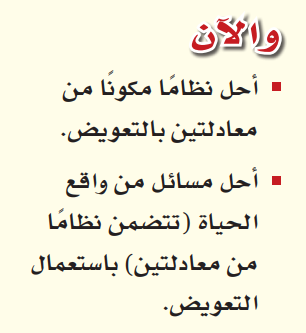 والآن
أحل نظامًا مكونًا من
معادلتين بالتعويض.
أحل مسائل من واقع
الحياة (تتضمن نظامًا
من معادلتين) باستعمال
التعويض.